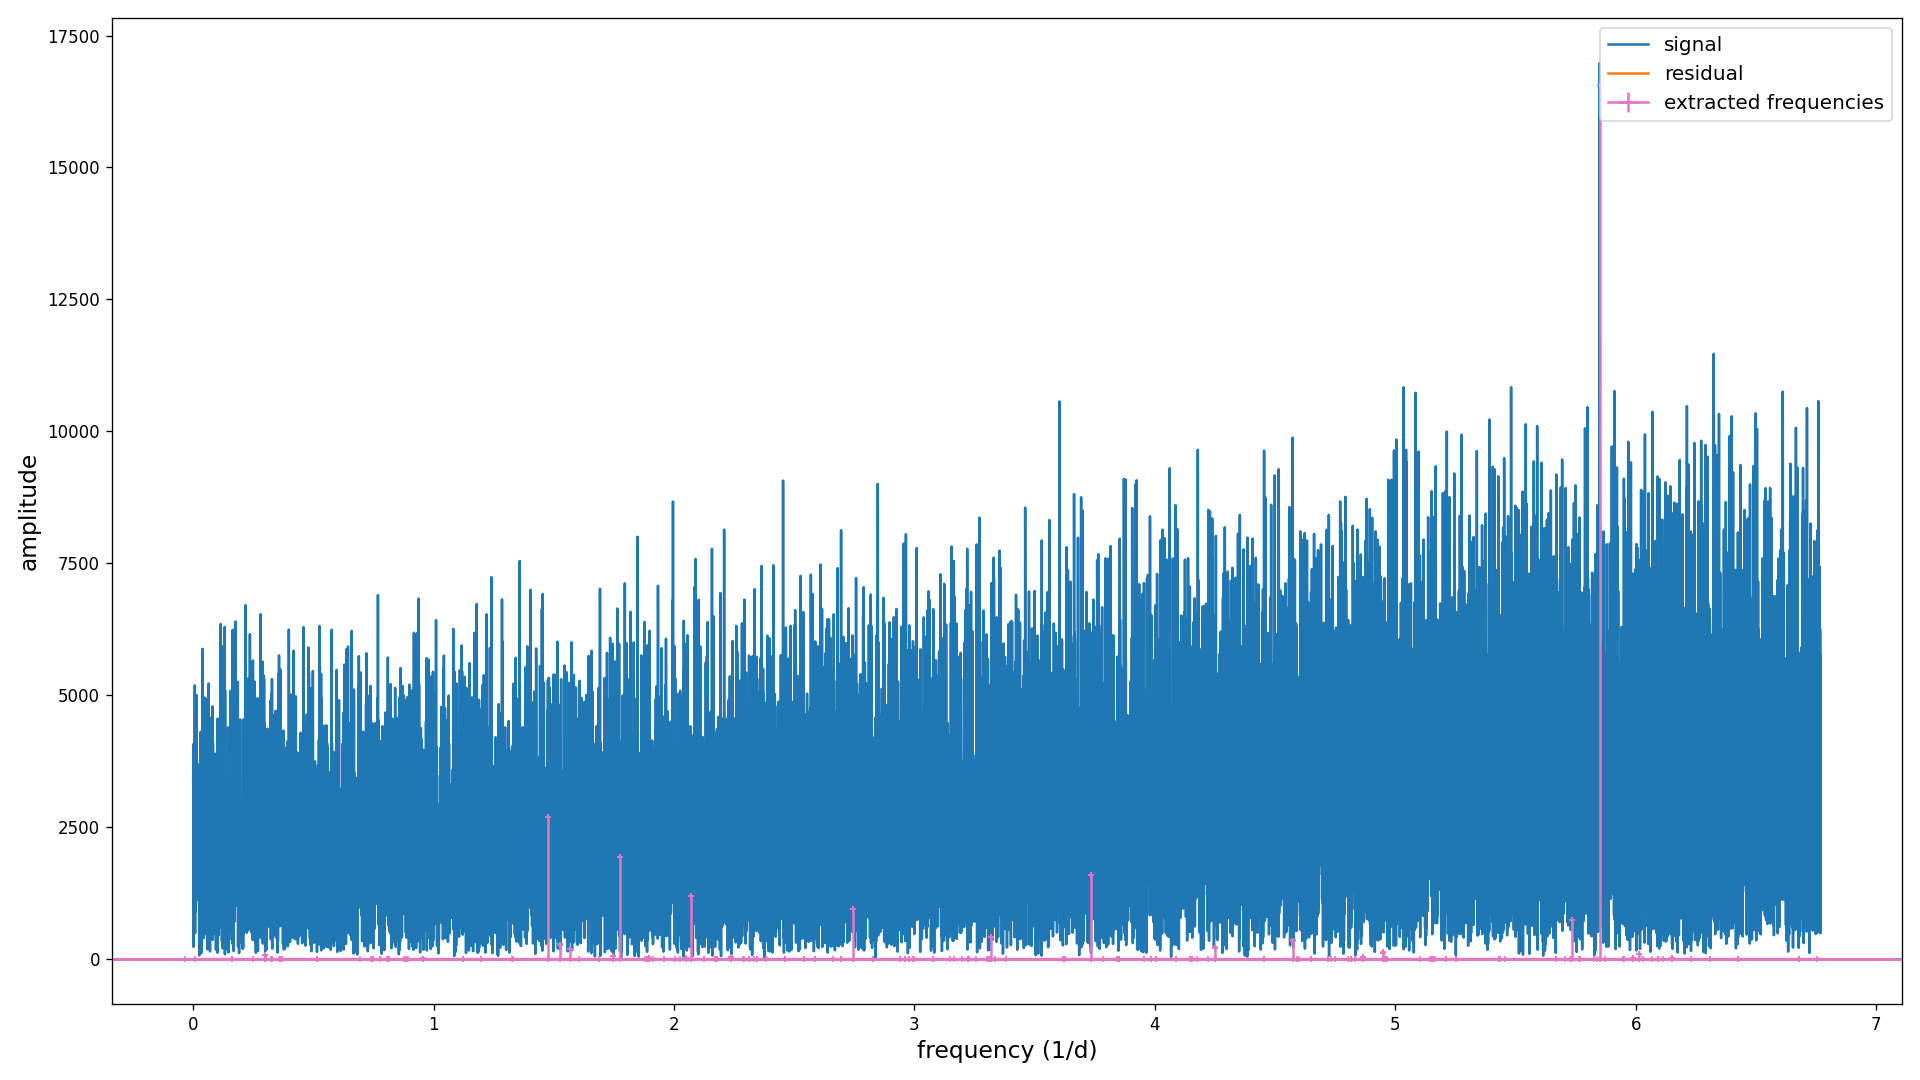 17500
15000
12500
10000
7500
5000
2500
0
amplitude
0 1 2 3 4 5 6 7
frequency (1/d)
signal
residual
extracted frequencies